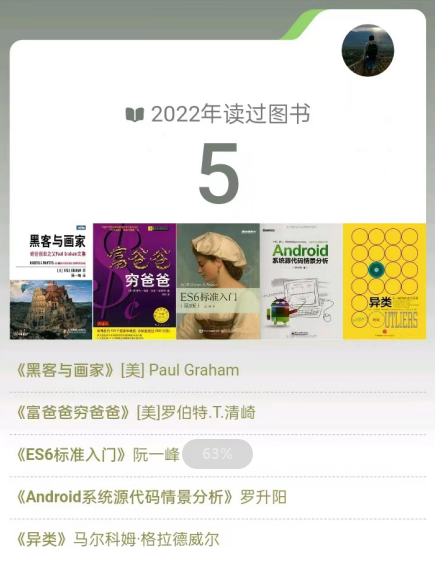 2022年读过图书
5
黑客与画家
富爸爸
穷爸爸
ES6标准入门
Android
系统源代码情景分析
异类
UTLIERS
《黑客与画家》[美] Paul Graham
《富爸爸穷爸爸》[美]罗伯特.T.清崎
《ES6标准入门》阮一峰 63%
《Android系统源代码情景分析》罗升阳
《异类》马尔科姆·格拉德威尔